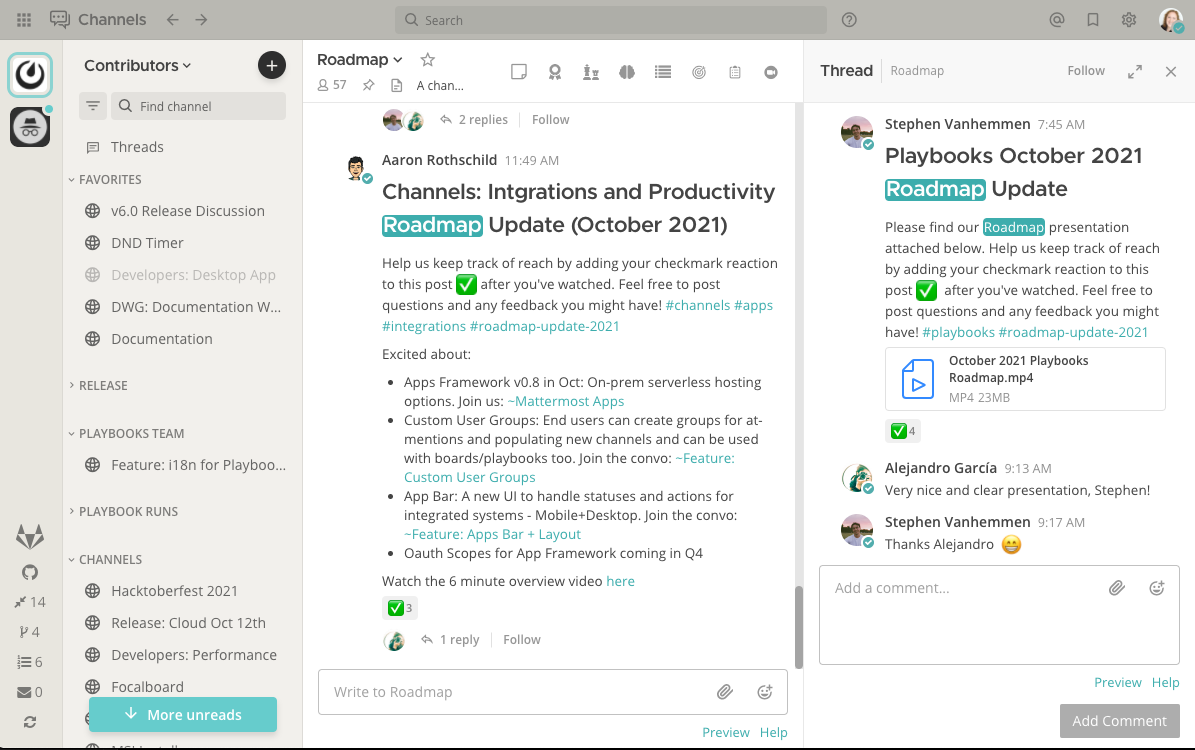 Channels
Search
Contributors
Find channel
Threads
FAVORITES
v6.0 Release Discussion
DND Timer
Developers: Desktop App
DWG: Documentation W...
Documentation
RELEASE
PLAYBOOKS TEAM
Feature: i18n for Playboo...
PLAYBOOK RUNS
CHANNELS
Hacktoberfest 2021
Release: Cloud Oct 12th
Developers: Performance
Focalboard
More unreads
14
4
6
0
Roadmap
57
A chan...
2 replies
Follow
Aaron Rothschild 11:49 AM
Channels: Intgrations and Productivity
Roadmap Update (October 2021)
Help us keep track of reach by adding your checkmark reaction
to this post ✅ after you've watched. Feel free to post
questions and any feedback you might have! #channels #apps
#integrations #roadmap-update-2021
Excited about:
• Apps Framework v0.8 in Oct: On-prem serverless hosting
options. Join us: ~Mattermost Apps
• Custom User Groups: End users can create groups for at-
mentions and populating new channels and can be used
with boards/playbooks too. Join the convo: ~Feature:
Custom User Groups
• App Bar: A new UI to handle statuses and actions for
integrated systems - Mobile+Desktop. Join the convo:
~Feature: Apps Bar + Layout
• Oauth Scopes for App Framework coming in Q4
Watch the 6 minute overview video here
✅ 3
1 reply
Follow
Write to Roadmap
Preview Help
Thread
Roadmap
Follow
Stephen Vanhemmen 7:45 AM
Playbooks October 2021
Roadmap Update
Please find our Roadmap presentation
attached below. Help us keep track of reach
by adding your checkmark reaction to this
post ✅ after you've watched. Feel free to
post questions and any feedback you might
have! #playbooks #roadmap-update-2021
October 2021 Playbooks
Roadmap.mp4
MP4 23MB
✅ 4
Alejandro García 9:13 AM
Very nice and clear presentation, Stephen!
Stephen Vanhemmen 9:17 AM
Thanks Alejandro 😁
Add a comment...
Preview Help
Add Comment